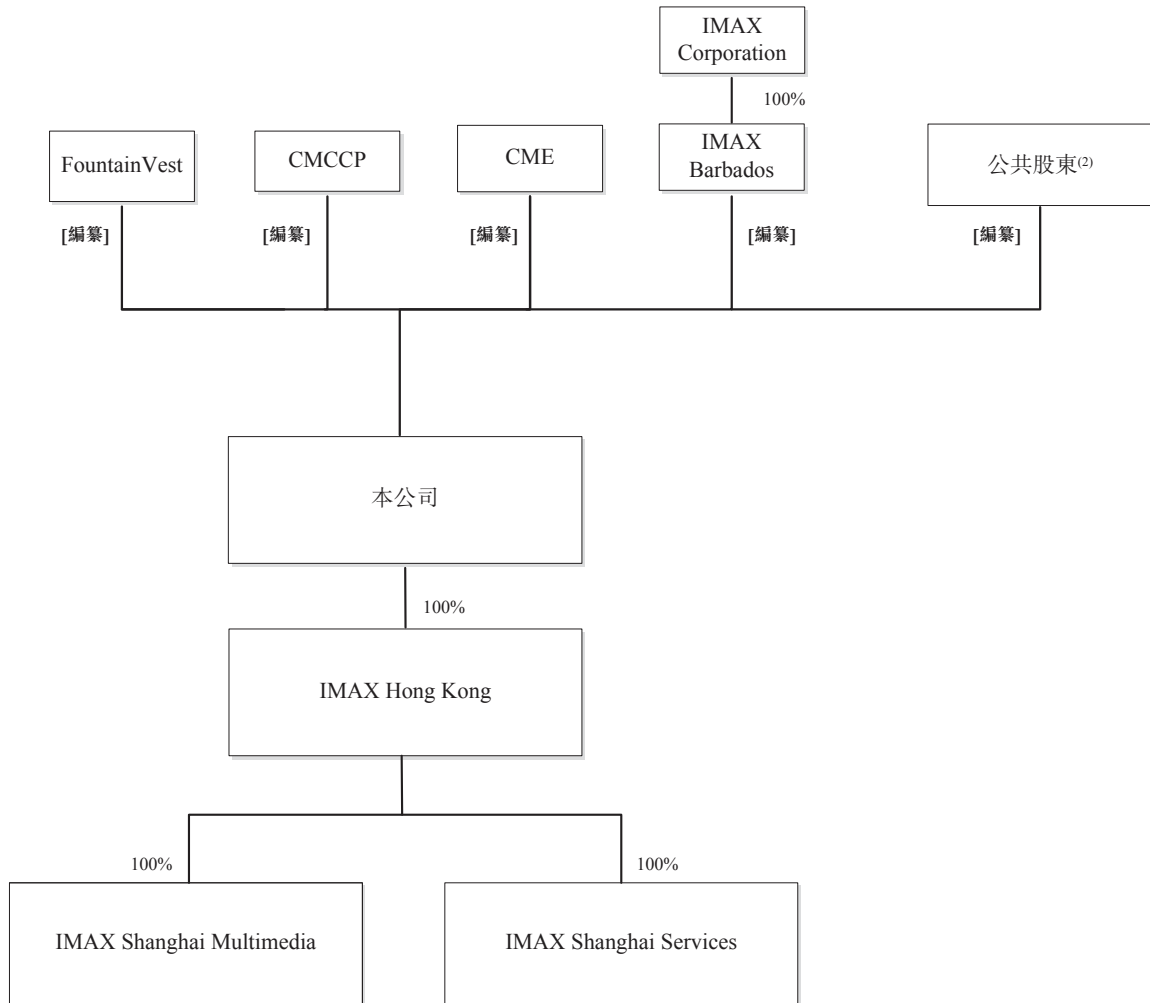 IMAX
Corporation
100%
FountainVest
CMCCP
CME
IMAX
Barbados
公共股東(2)
[編纂]
[編纂]
[編纂]
[編纂]
[編纂]
本公司
100%
IMAX Hong Kong
100%
100%
IMAX Shanghai Multimedia
IMAX Shanghai Services